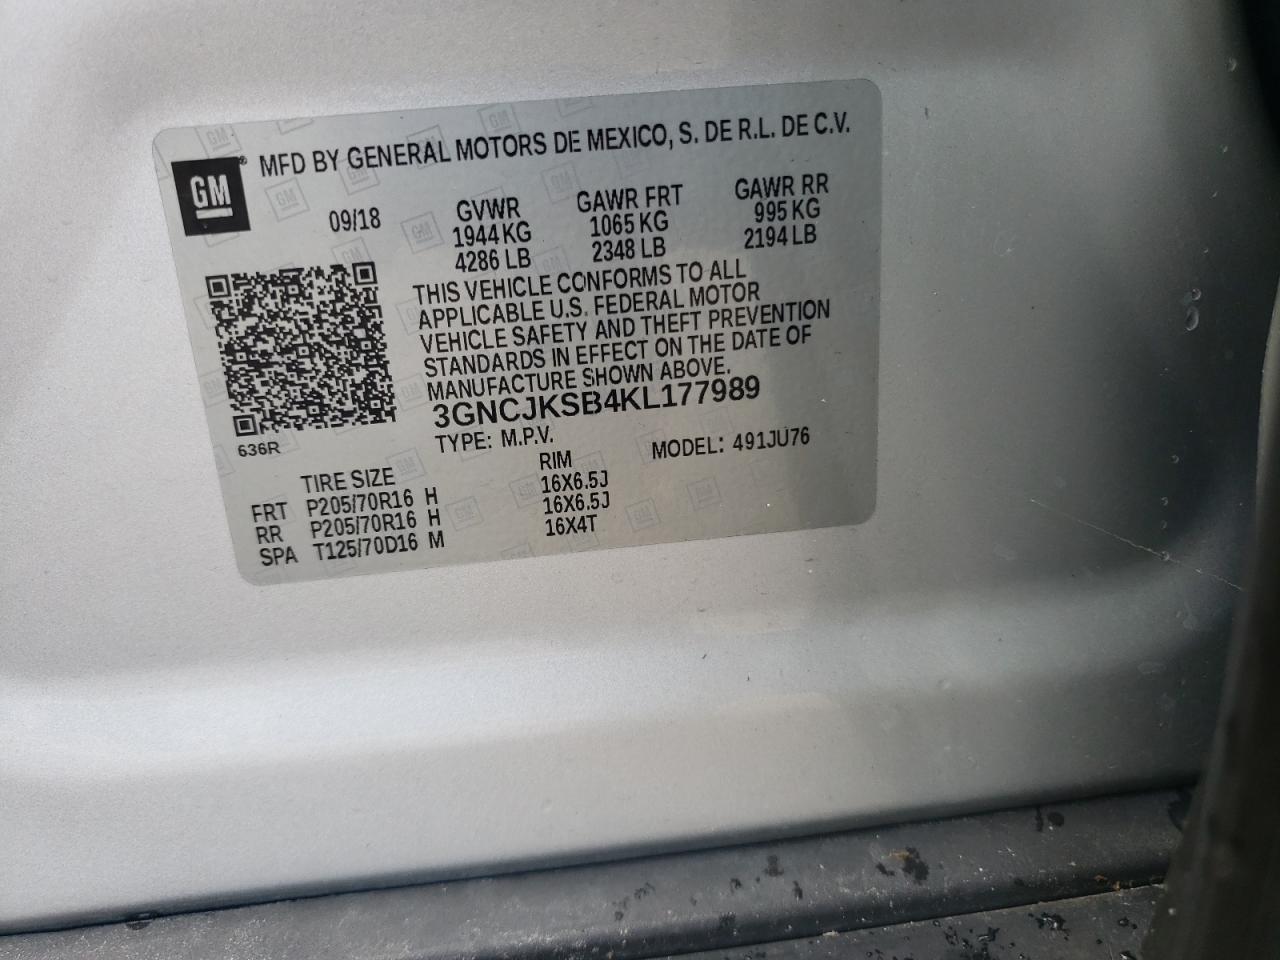 GM® MFD BY GENERAL MOTORS DE MEXICO, S. DE R.L. DE C.V.
09/18 GVWR GAWR FRT GAWR RR
1944 KG 1065 KG 995 KG
4286 LB 2348 LB 2194 LB
THIS VEHICLE CONFORMS TO ALL
APPLICABLE U.S. FEDERAL MOTOR
VEHICLE SAFETY AND THEFT PREVENTION
STANDARDS IN EFFECT ON THE DATE OF
MANUFACTURE SHOWN ABOVE.
3GNCJKSB4KL177989
636R
TYPE: M.P.V. MODEL: 491JU76
TIRE SIZE RIM
FRT P205/70R16 H 16X6.5J
RR P205/70R16 H 16X6.5J
SPA T125/70D16 M 16X4T